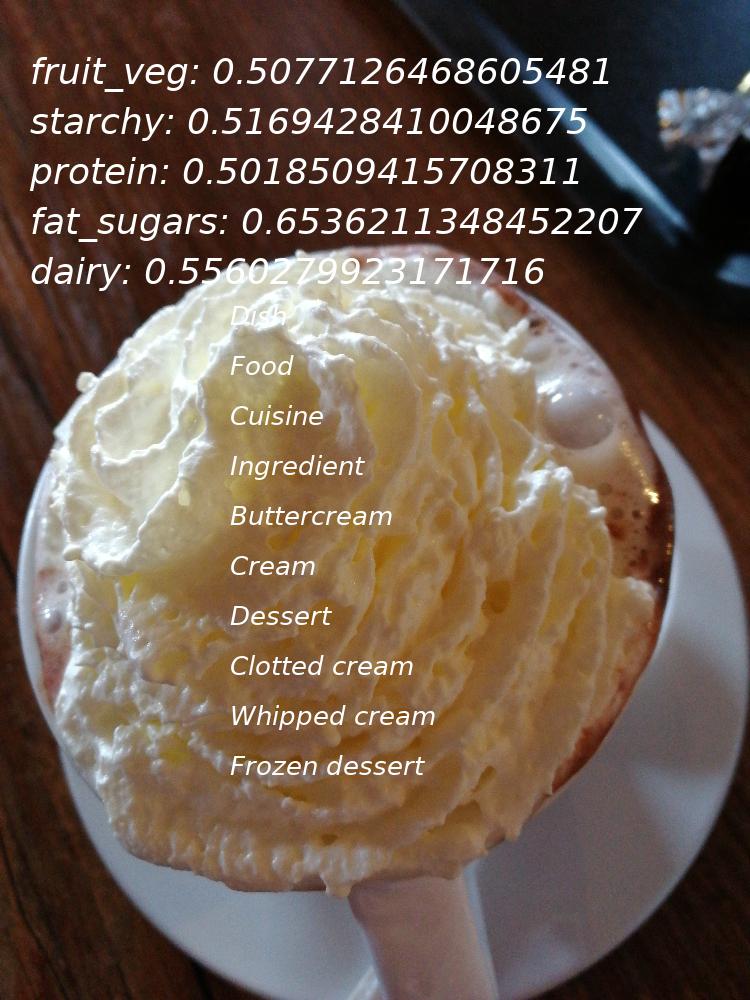 fruit_veg: 0.5077126468605481
starchy: 0.5169428410048675
protein: 0.5018509415708311
fat_sugars: 0.6536211348452207
dairy: 0.5560279923171716
Dish
Food
Cuisine
Ingredient
Buttercream
Cream
Dessert
Clotted cream
Whipped cream
Frozen dessert